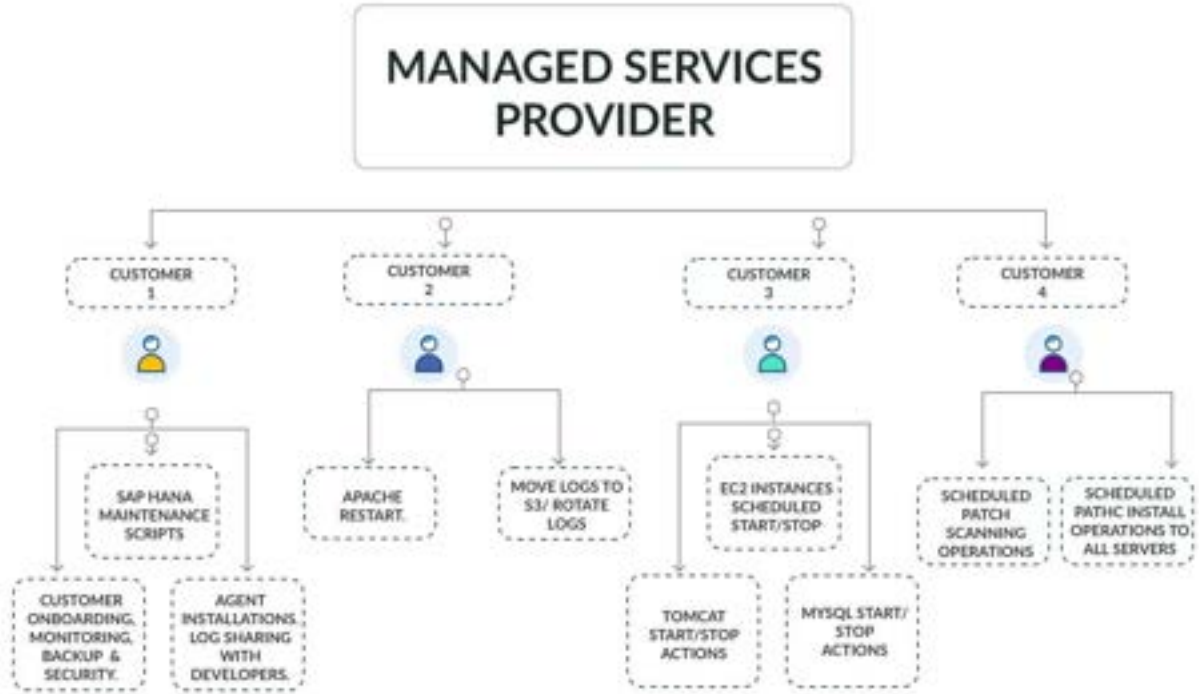 MANAGED SERVICES
PROVIDER
CUSTOMER
1
CUSTOMER
2
CUSTOMER
3
CUSTOMER
4
SAP HANA
MAINTENANCE
SCRIPTS
CUSTOMER
ONBOARDING,
MONITORING,
BACKUP &
SECURITY.
AGENT
INSTALLATIONS.
LOG SHARING
WITH
DEVELOPERS.
APACHE
RESTART.
MOVE LOGS TO
S3/ ROTATE
LOGS
EC2 INSTANCES
SCHEDULED
START/STOP
TOMCAT
START/STOP
ACTIONS
MYSQL START/
STOP
ACTIONS
SCHEDULED
PATCH
SCANNING
OPERATIONS
SCHEDULED
PATHC INSTALL
OPERATIONS TO
ALL SERVERS